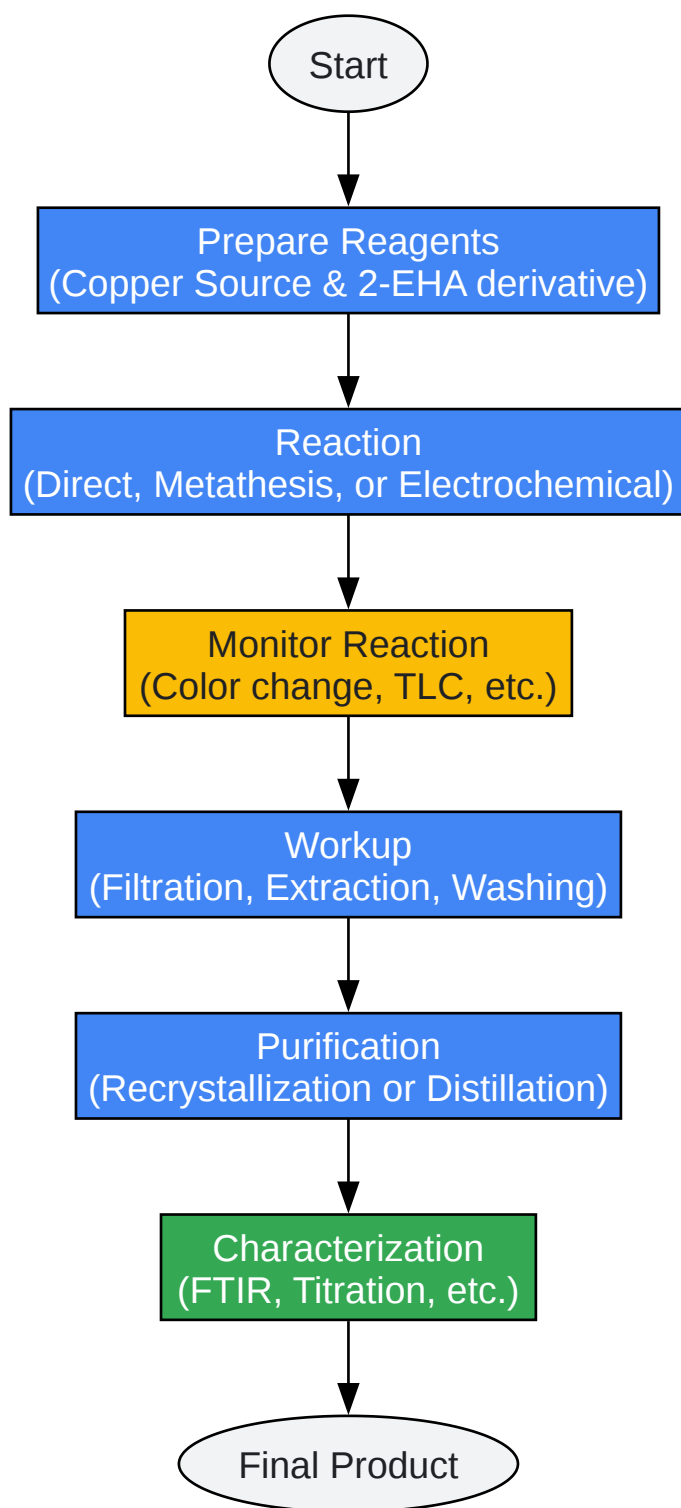 Start
Prepare Reagents
(Copper Source & 2-EHA derivative)
Reaction
(Direct, Metathesis, or Electrochemical)
Monitor Reaction
(Color change, TLC, etc.)
Workup
(Filtration, Extraction, Washing)
Purification
(Recrystallization or Distillation)
Characterization
(FTIR, Titration, etc.)
Final Product